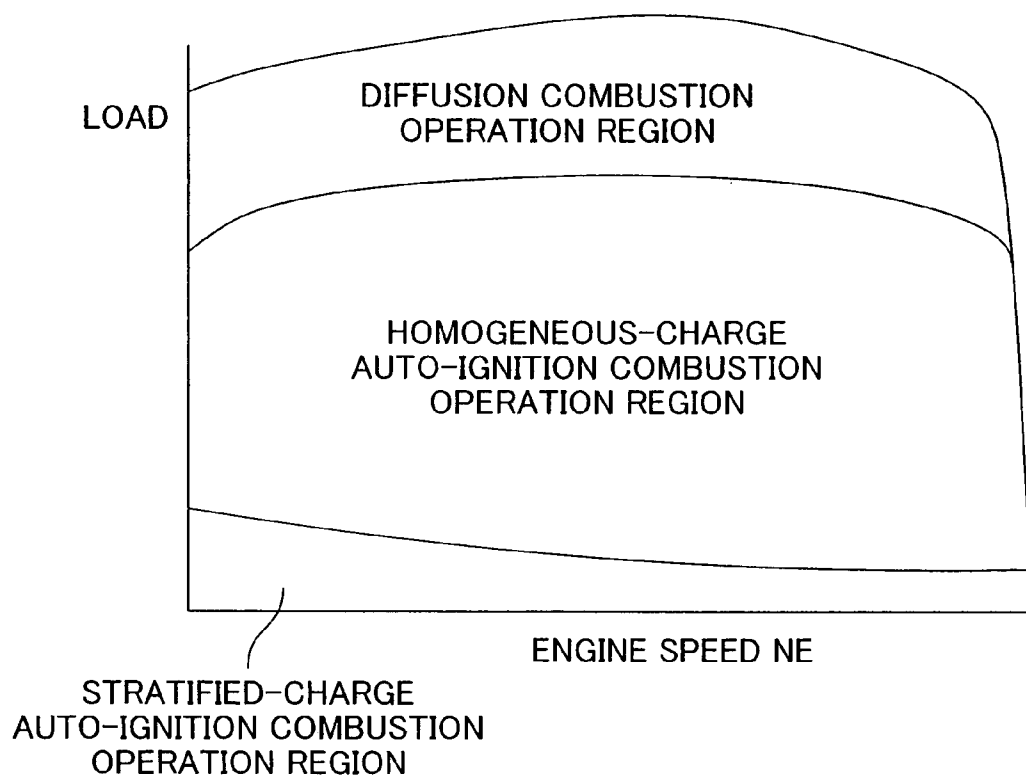 LOAD
DIFFUSION COMBUSTION
OPERATION REGION
HOMOGENEOUS-CHARGE
AUTO-IGNITION COMBUSTION
OPERATION REGION
ENGINE SPEED NE
STRATIFIED-CHARGE
AUTO-IGNITION COMBUSTION
OPERATION REGION